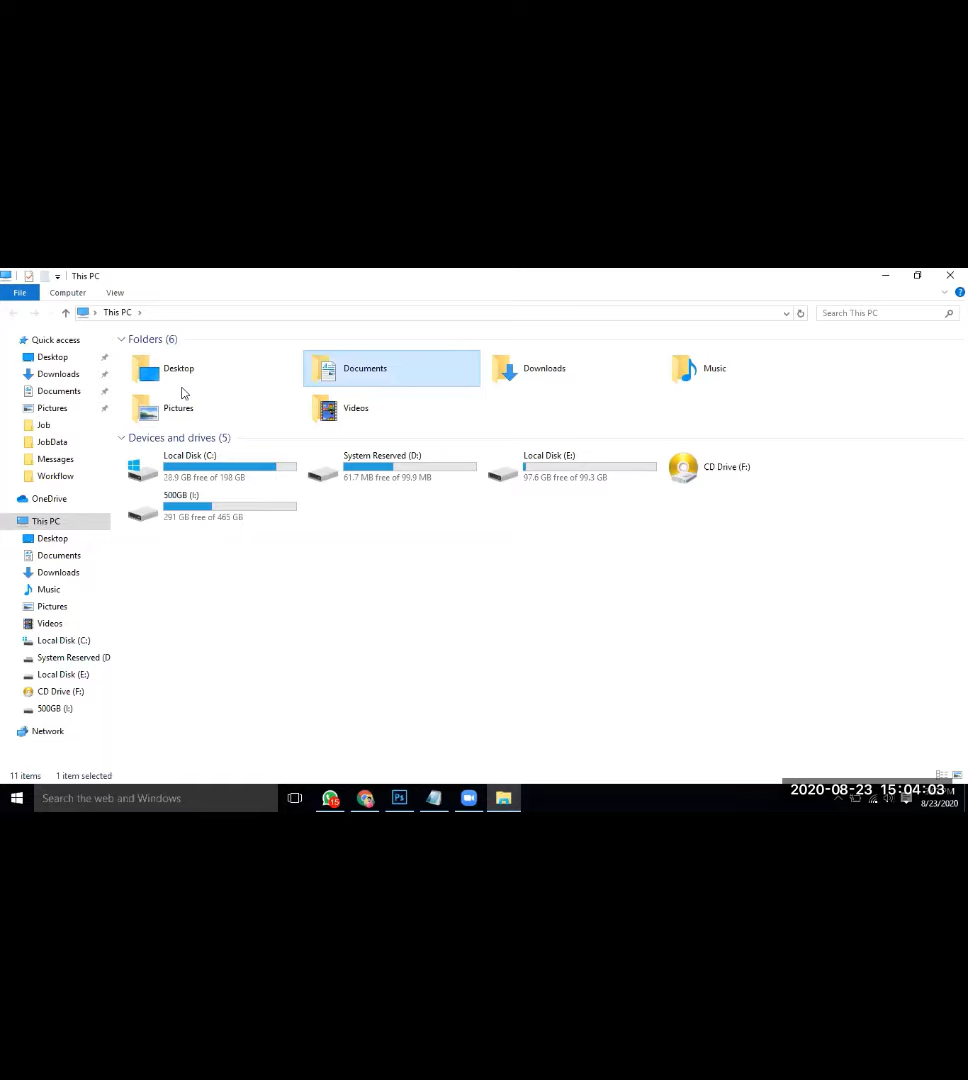 This PC
File Computer View
This PC
Search This PC
Quick access
Desktop
Downloads
Documents
Pictures
Job
JobData
Messages
Workflow
OneDrive
This PC
Desktop
Documents
Downloads
Music
Pictures
Videos
Local Disk (C:)
System Reserved (D
Local Disk (E:)
CD Drive (F:)
500GB (I:)
Network
Folders (6)
Desktop
Documents
Downloads
Music
Pictures
Videos
Devices and drives (5)
Local Disk (C:)
28.9 GB free of 198 GB
System Reserved (D:)
61.7 MB free of 99.9 MB
Local Disk (E:)
97.6 GB free of 99.3 GB
CD Drive (F:)
500GB (I:)
291 GB free of 465 GB
11 items 1 item selected
Search the web and Windows
15
Ps
2020-08-23 15:04:03
8/23/2020